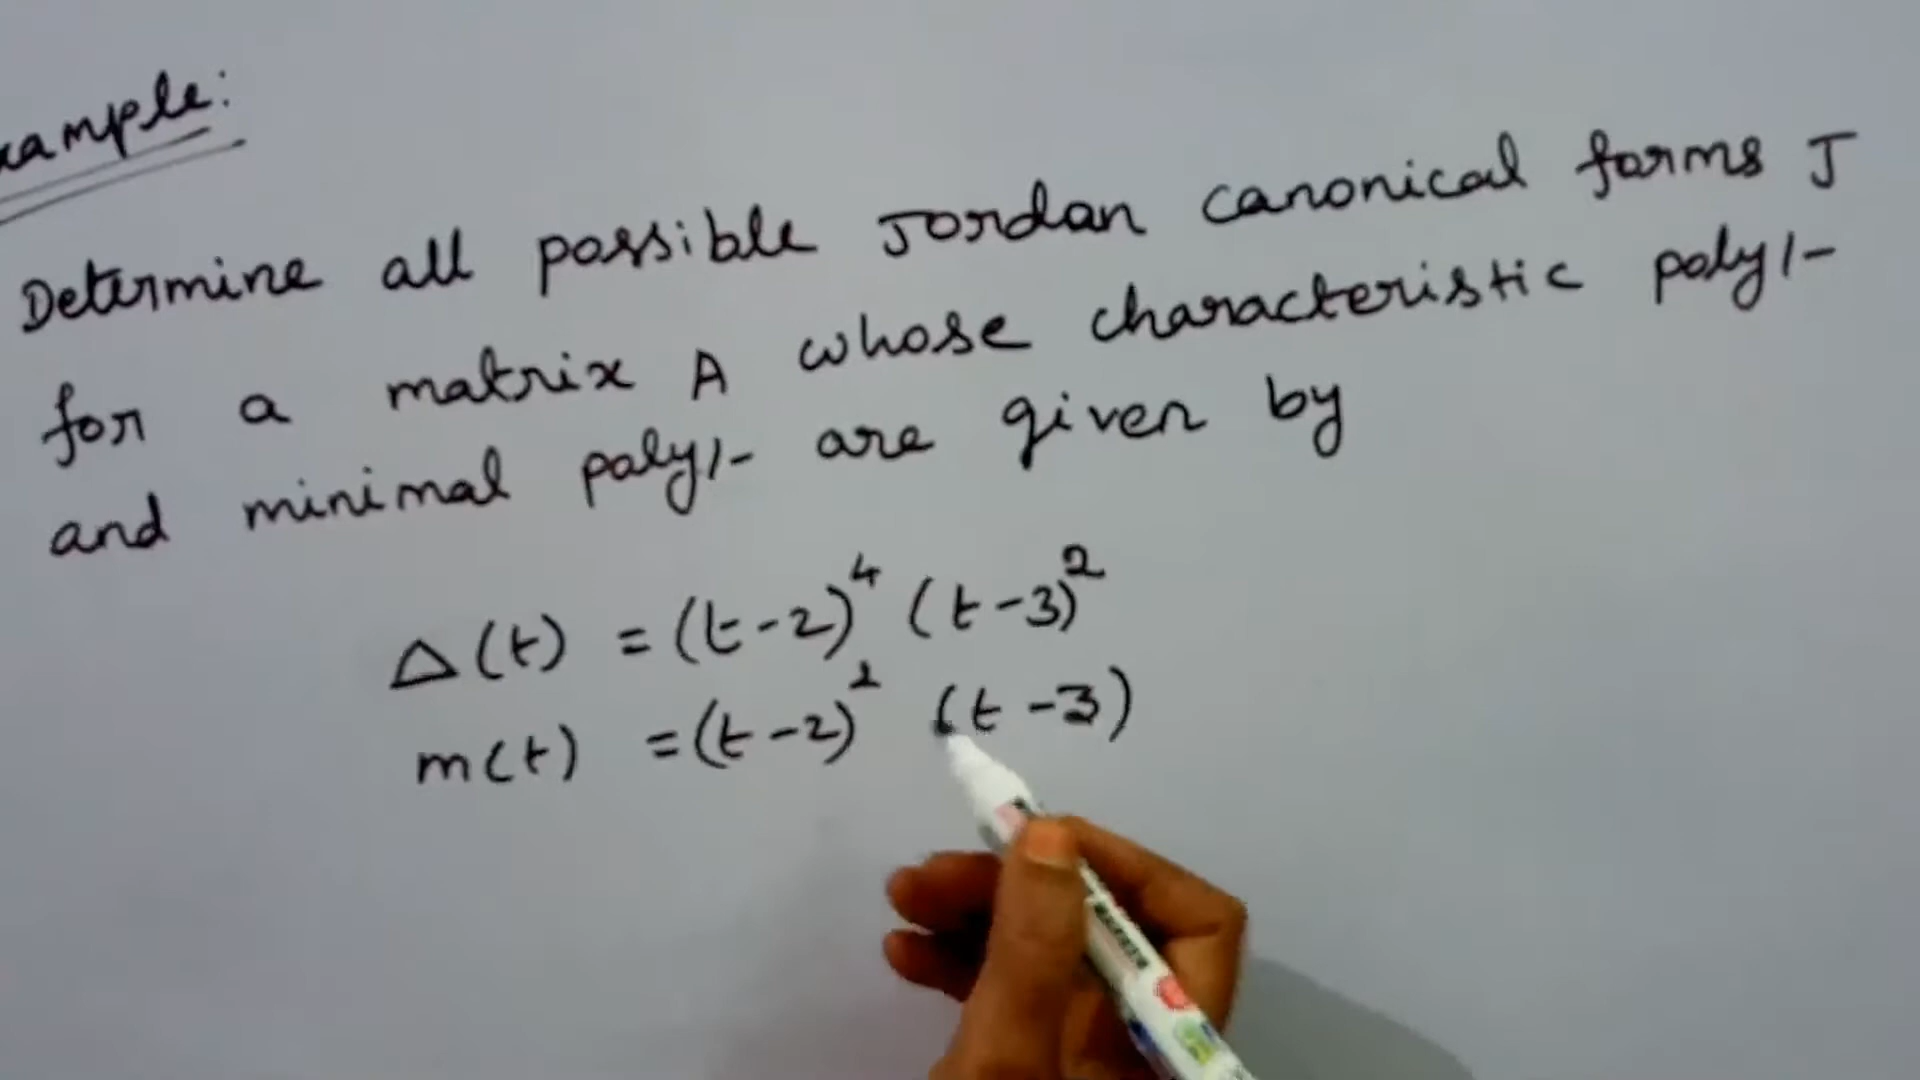 xample:
Determine all possible Jordan canonical forms J
for a matrix A whose characteristic poly/-
and minimal poly/- are given by
Δ(t) = (t-2)⁴ (t-3)²
m(t) = (t-2)² (t-3)